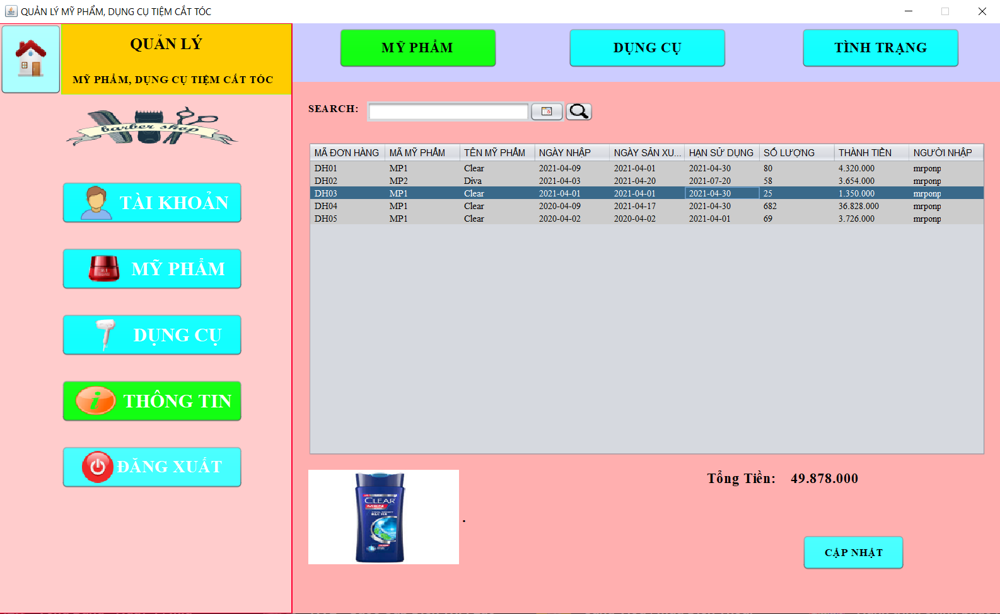 QUẢN LÝ MỸ PHẨM, DỤNG CỤ TIỆM CẮT TÓC
QUẢN LÝ
MỸ PHẨM, DỤNG CỤ TIỆM CẮT TÓC
barber shop
TÀI KHOẢN
MỸ PHẨM
DỤNG CỤ
THÔNG TIN
ĐĂNG XUẤT
MỸ PHẨM DỤNG CỤ TÌNH TRẠNG
SEARCH:
MÃ ĐƠN HÀNG MÃ MỸ PHẨM TÊN MỸ PHẨM NGÀY NHẬP NGÀY SẢN XU... HẠN SỬ DỤNG SỐ LƯỢNG THÀNH TIỀN NGƯỜI NHẬP
DH01 MP1 Clear 2021-04-09 2021-04-01 2021-04-30 80 4.320.000 mrponp
DH02 MP2 Diva 2021-04-03 2021-04-20 2021-07-20 58 3.654.000 mrponp
DH03 MP1 Clear 2021-04-01 2021-04-01 2021-04-30 25 1.350.000 mrponp
DH04 MP1 Clear 2020-04-09 2021-04-17 2021-04-30 682 36.828.000 mrponp
DH05 MP1 Clear 2020-04-02 2020-04-02 2021-04-01 69 3.726.000 mrponp
CLEAR
MEN
.
Tổng Tiền: 49.878.000
CẬP NHẬT